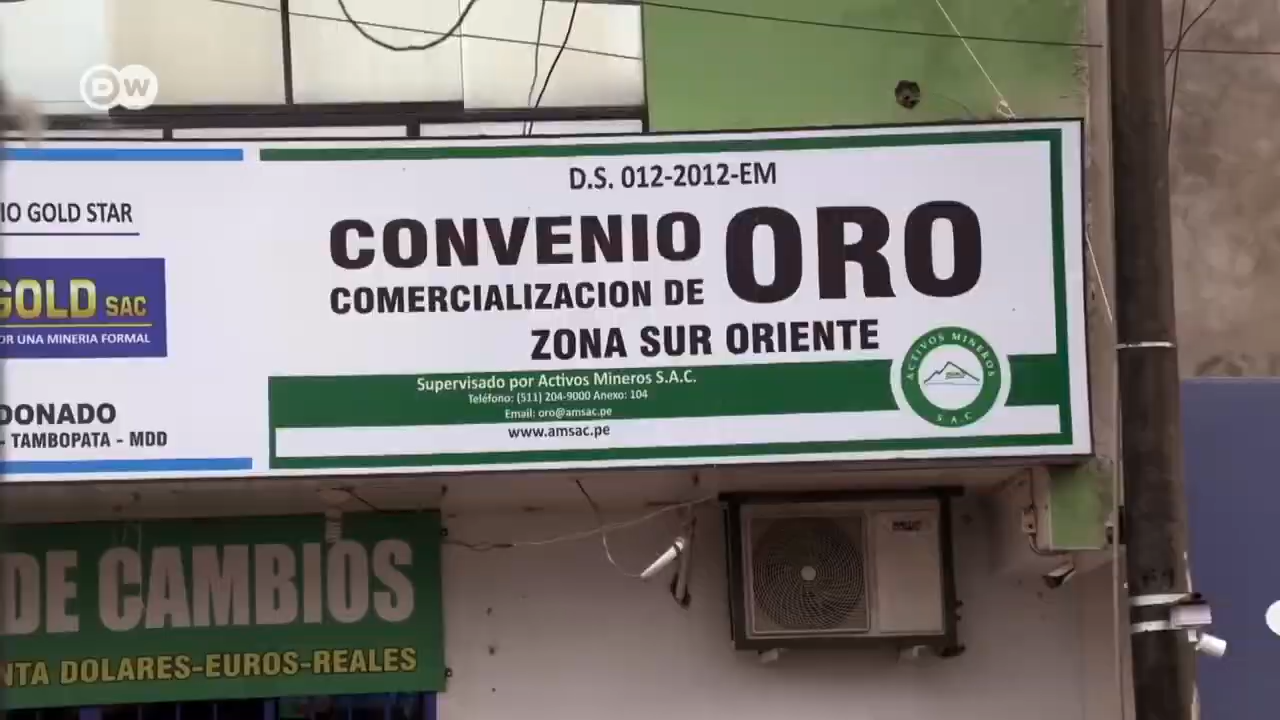 DW
IO GOLD STAR
GOLD SAC
OR UNA MINERIA FORMAL
DONADO
- TAMBOPATA - MDD
D.S. 012-2012-EM
CONVENIO ORO
COMERCIALIZACION DE
ZONA SUR ORIENTE
Supervisado por Activos Mineros S.A.C.
Teléfono: (511) 204-9000 Anexo: 104
Email: oro@amsac.pe
www.amsac.pe
ACTIVOS MINEROS
SAC
DE CAMBIOS
NTA DOLARES-EUROS-REALES